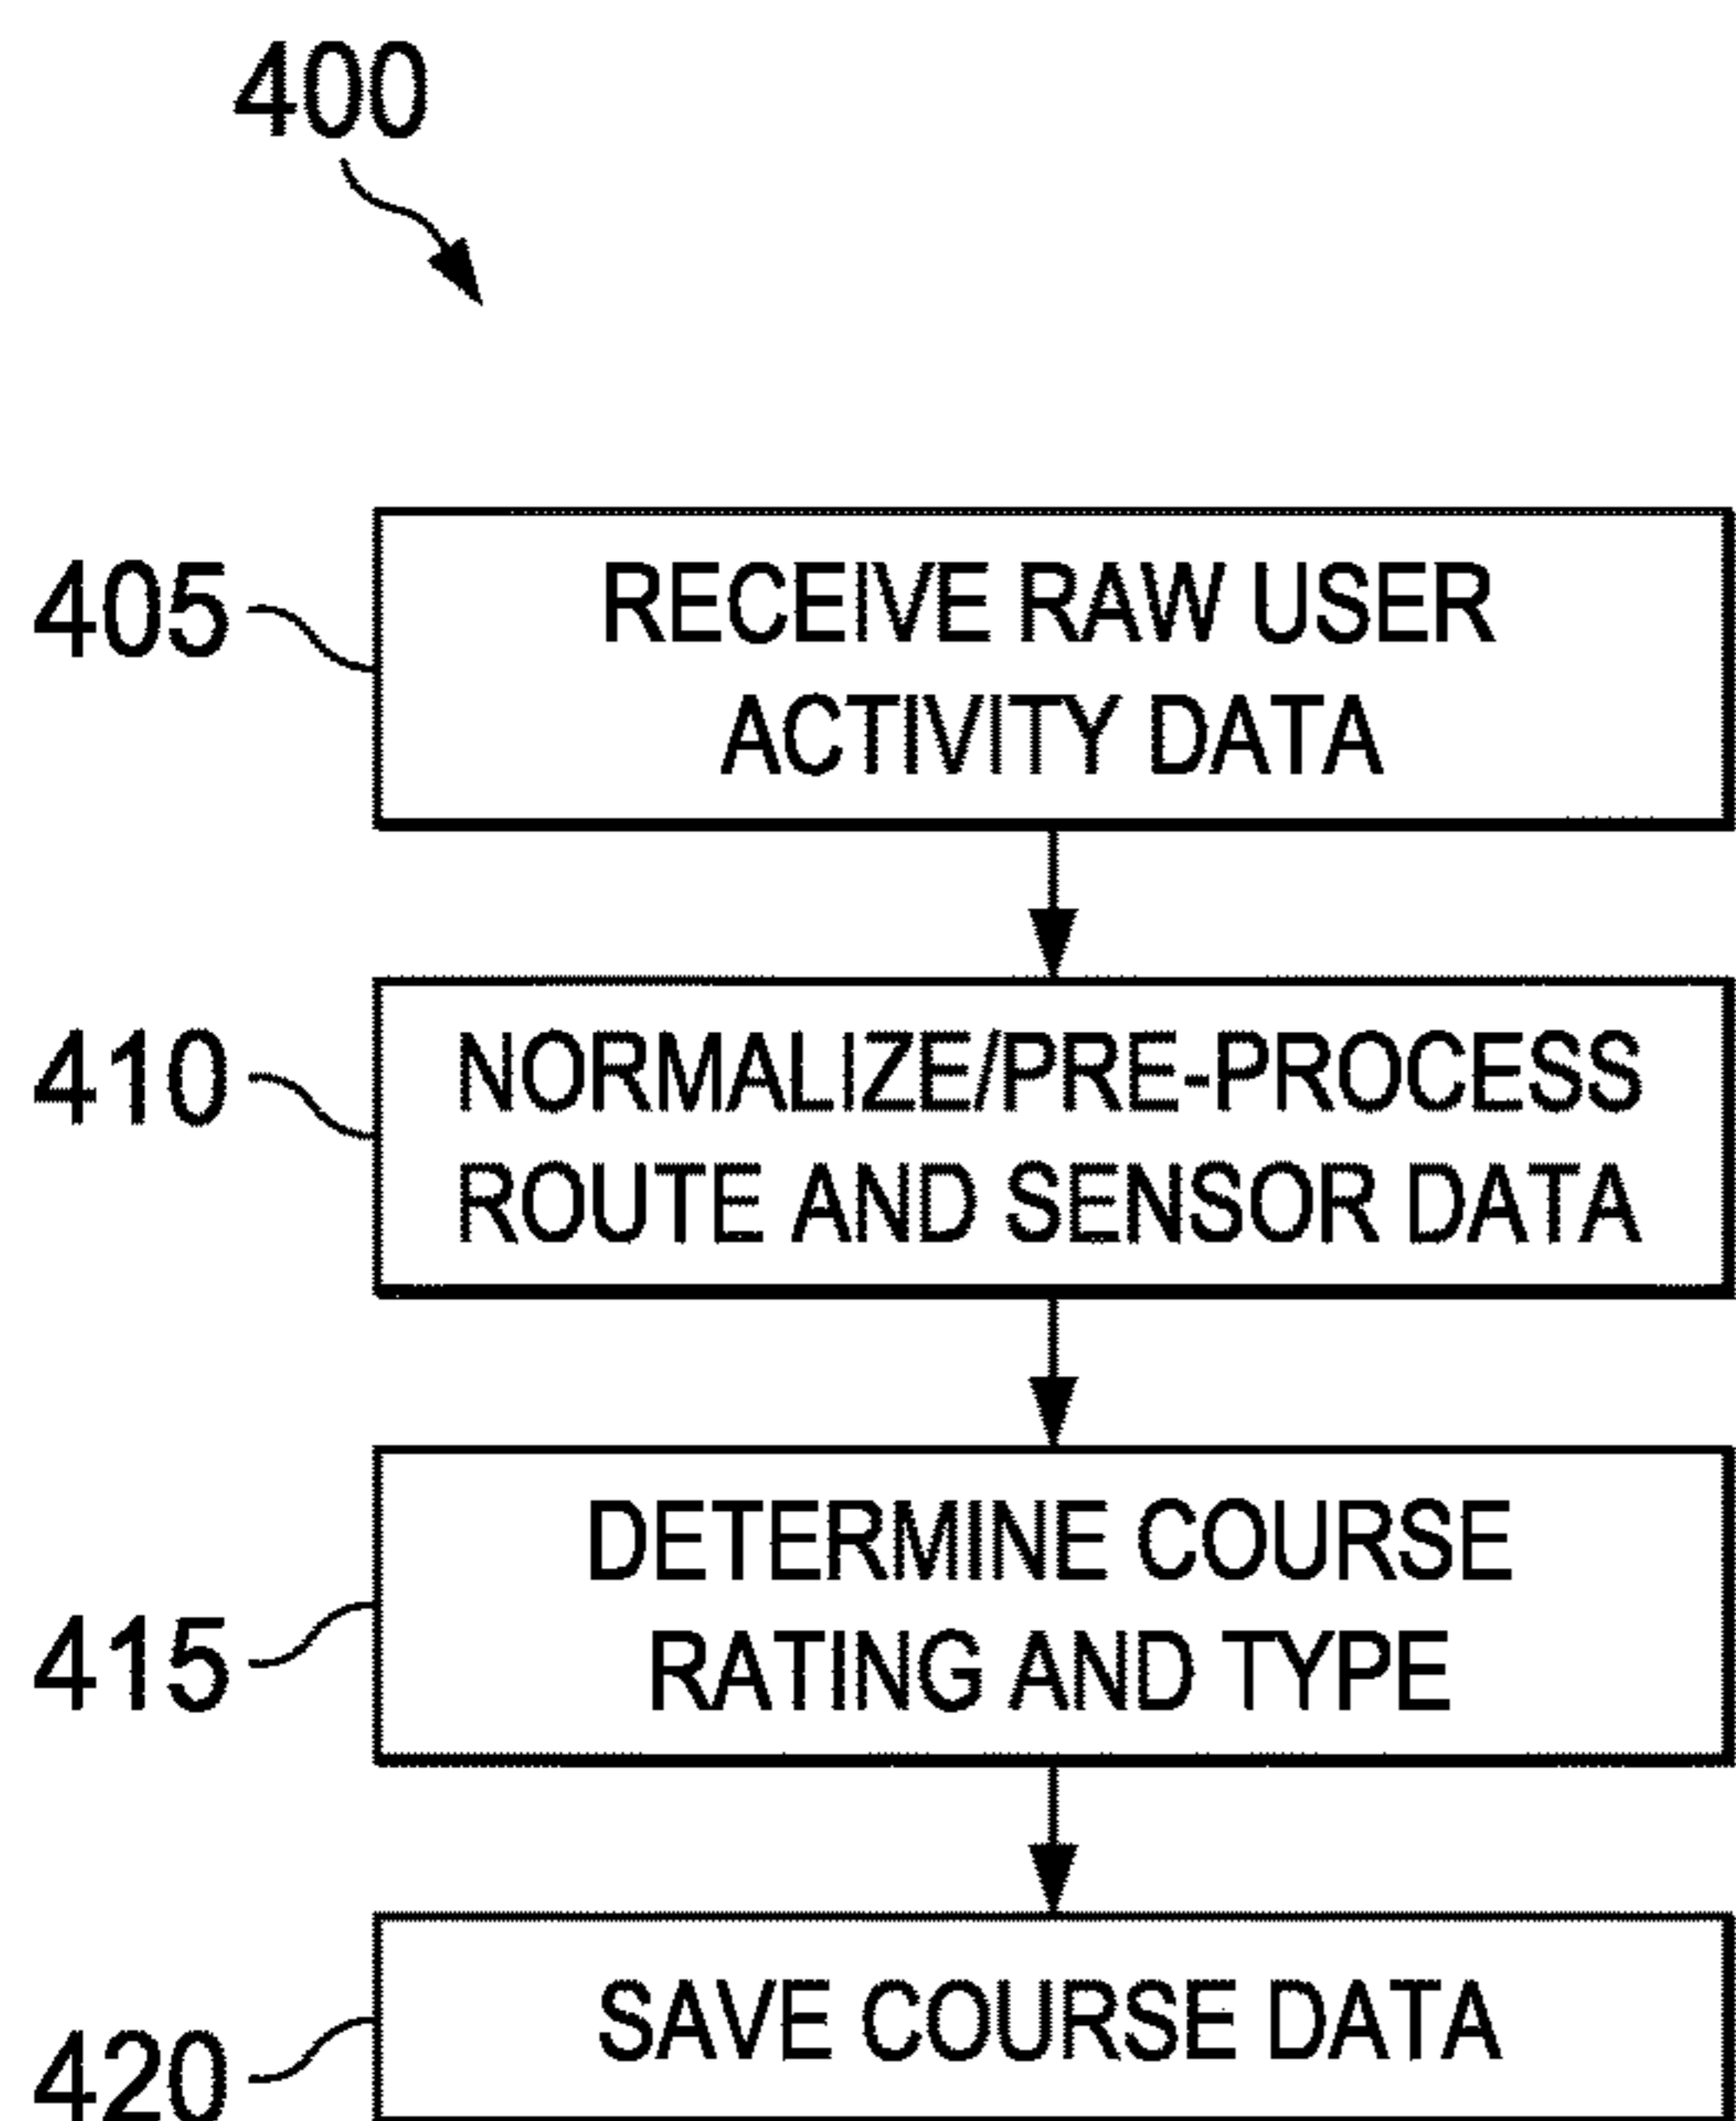 400
405
RECEIVE RAW USER
ACTIVITY DATA
410
NORMALIZE/PRE-PROCESS
ROUTE AND SENSOR DATA
415
DETERMINE COURSE
RATING AND TYPE
420
SAVE COURSE DATA